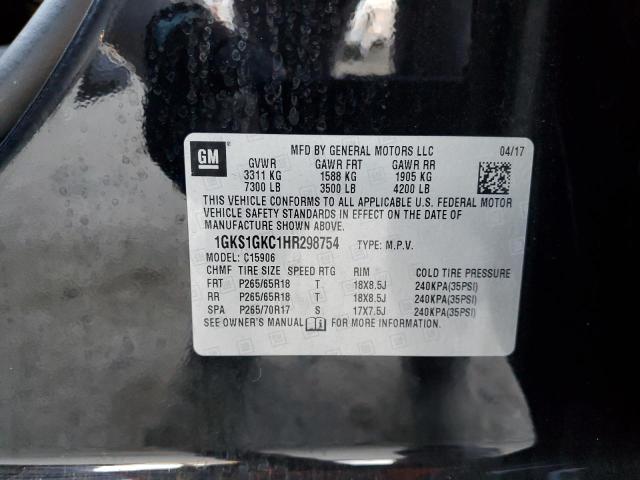 GM
MFD BY GENERAL MOTORS LLC 04/17
GVWR GAWR FRT GAWR RR
3311 KG 1588 KG 1905 KG
7300 LB 3500 LB 4200 LB
THIS VEHICLE CONFORMS TO ALL APPLICABLE U.S. FEDERAL MOTOR
VEHICLE SAFETY STANDARDS IN EFFECT ON THE DATE OF
MANUFACTURE SHOWN ABOVE.
1GKS1GKC1HR298754 TYPE: M.P.V.
MODEL: C15906
CHMF TIRE SIZE SPEED RTG RIM COLD TIRE PRESSURE
FRT P265/65R18 T 18X8.5J 240KPA(35PSI)
RR P265/65R18 T 18X8.5J 240KPA(35PSI)
SPA P265/70R17 S 17X7.5J 240KPA(35PSI)
SEE OWNER'S MANUAL FOR MORE INFORMATION.